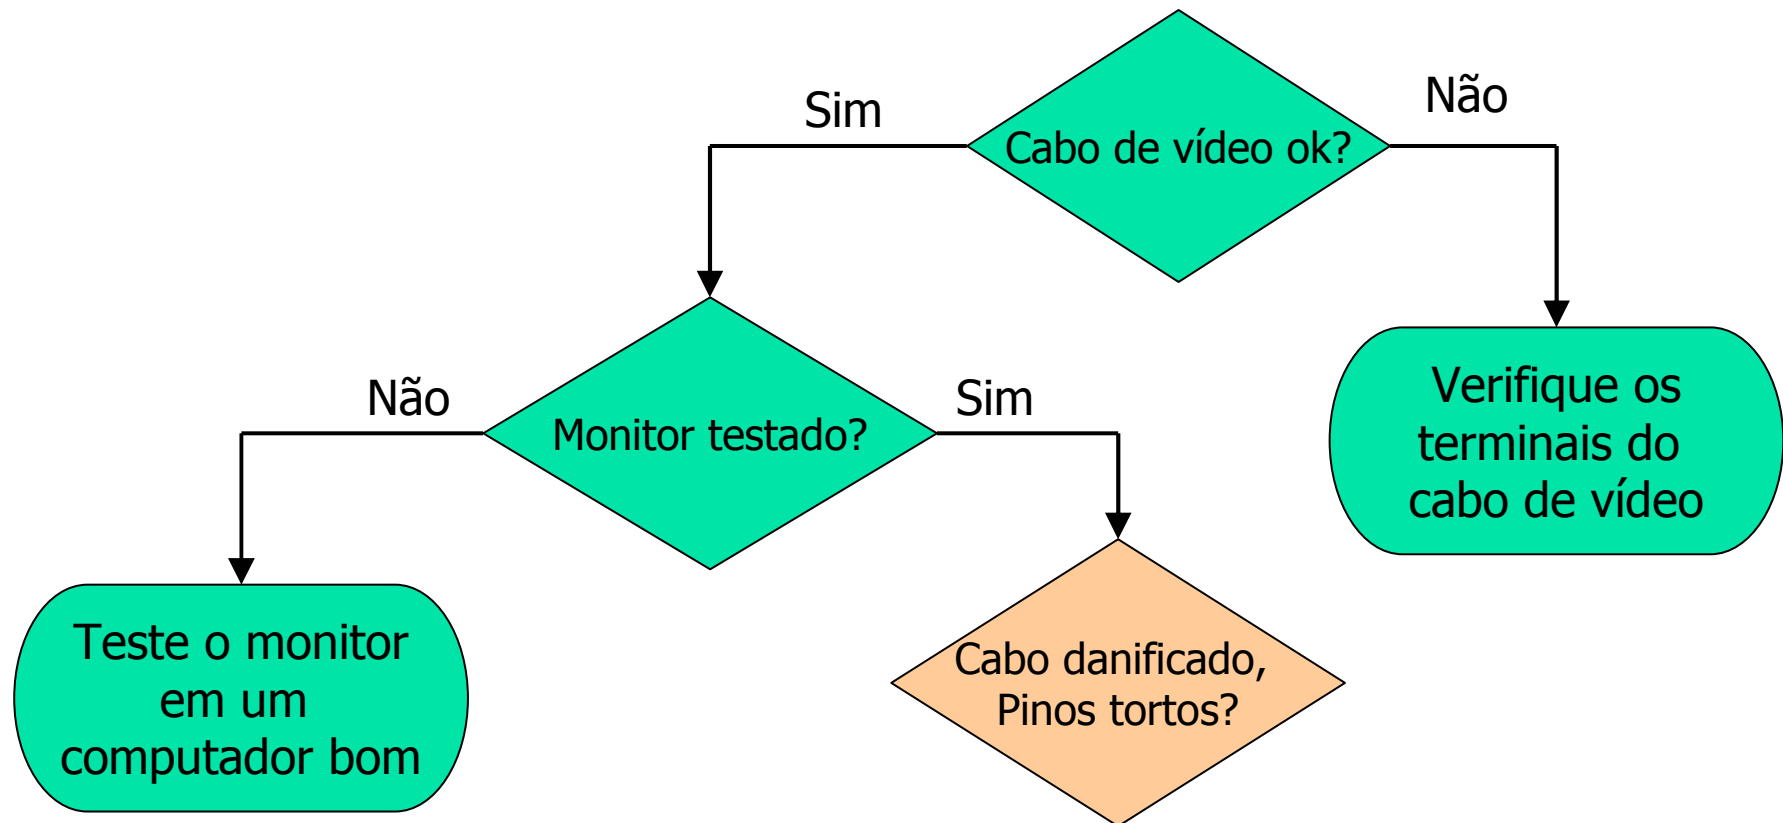 Sim
Cabo de vídeo ok?
Não
Não
Monitor testado?
Sim
Verifique os
terminais do
cabo de vídeo
Teste o monitor
em um
computador bom
Cabo danificado,
Pinos tortos?